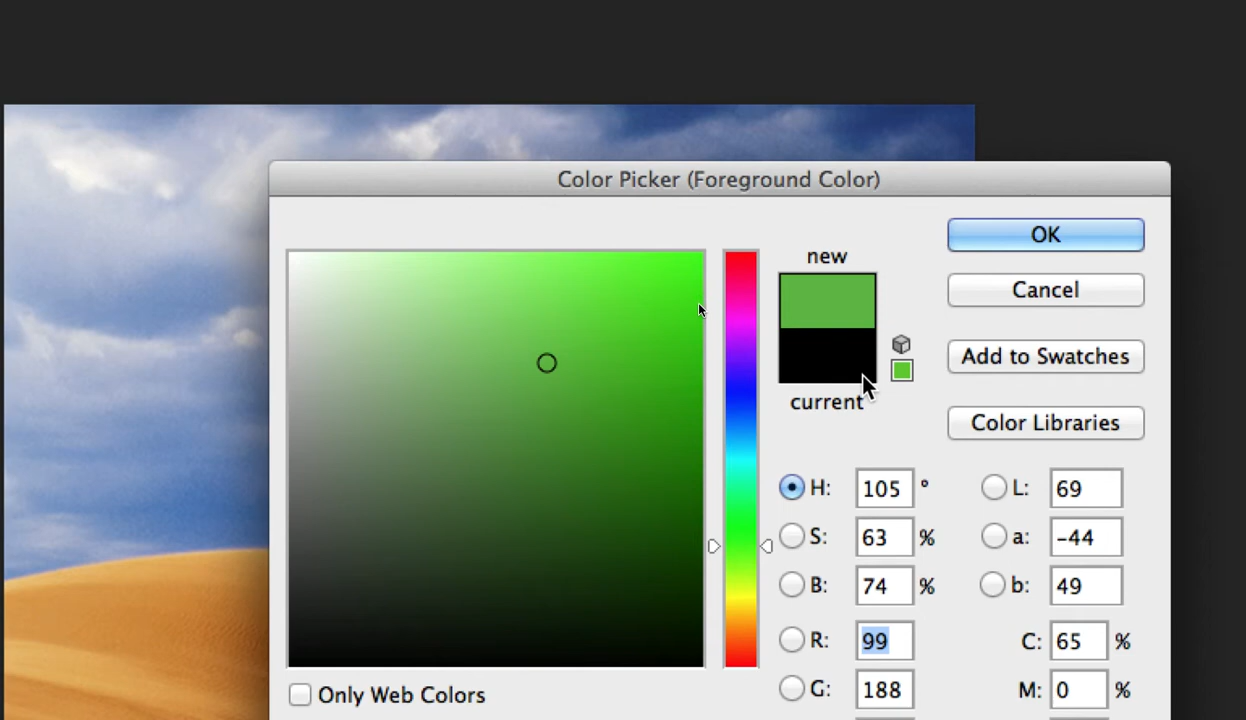 Color Picker (Foreground Color)
new
current
OK
Cancel
Add to Swatches
Color Libraries
H: 105 °
S: 63 %
B: 74 %
R: 99
G: 188
L: 69
a: -44
b: 49
C: 65 %
M: 0 %
Only Web Colors